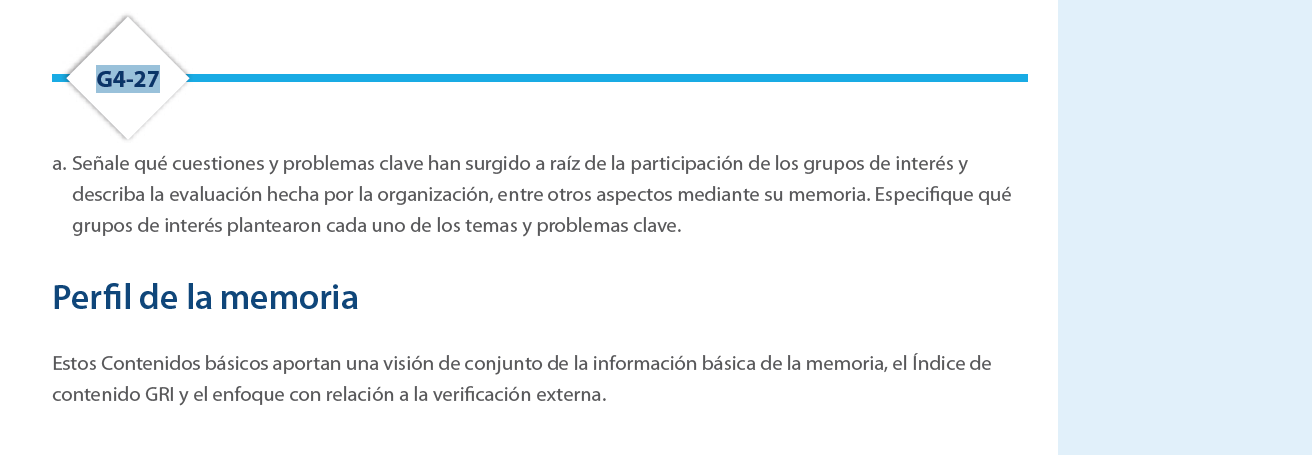 G4-27
a. Señale qué cuestiones y problemas clave han surgido a raíz de la participación de los grupos de interés y
describa la evaluación hecha por la organización, entre otros aspectos mediante su memoria. Especifique qué
grupos de interés plantearon cada uno de los temas y problemas clave.
Perfil de la memoria
Estos Contenidos básicos aportan una visión de conjunto de la información básica de la memoria, el Índice de
contenido GRI y el enfoque con relación a la verificación externa.